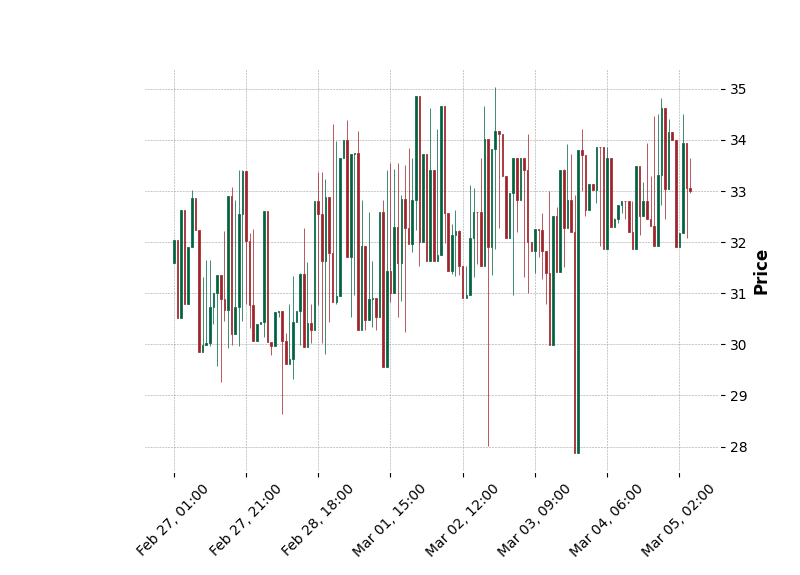 35
34
33
32
31
30
29
28
Price
Feb 27, 01:00
Feb 27, 21:00
Feb 28, 18:00
Mar 01, 15:00
Mar 02, 12:00
Mar 03, 09:00
Mar 04, 06:00
Mar 05, 02:00